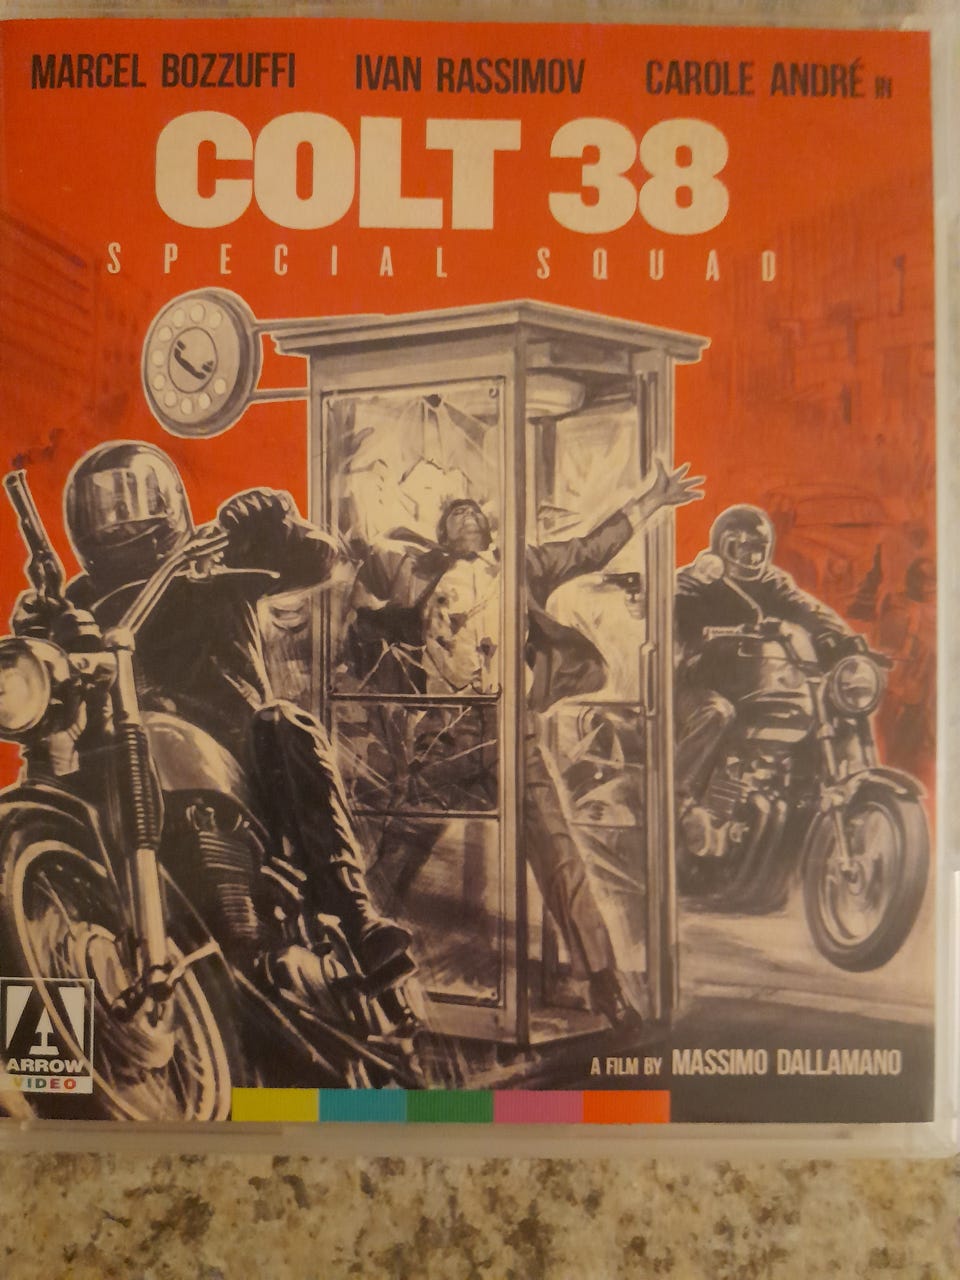 MARCEL BOZZUFFI IVAN RASSIMOV CAROLE ANDRÉ IN
COLT 38
SPECIAL SQUAD
A FILM BY MASSIMO DALLAMANO
ARROW
VIDEO